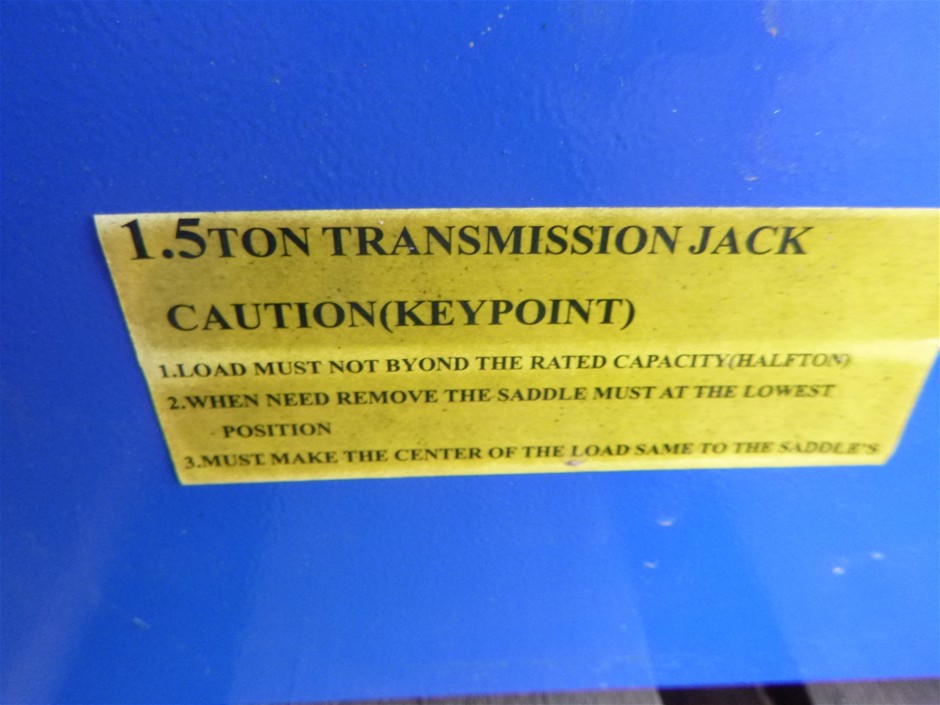 1.5TON TRANSMISSION JACK
CAUTION(KEYPOINT)
1.LOAD MUST NOT BYOND THE RATED CAPACITY(HALFTON)
2.WHEN NEED REMOVE THE SADDLE MUST AT THE LOWEST
POSITION
3.MUST MAKE THE CENTER OF THE LOAD SAME TO THE SADDLE'S